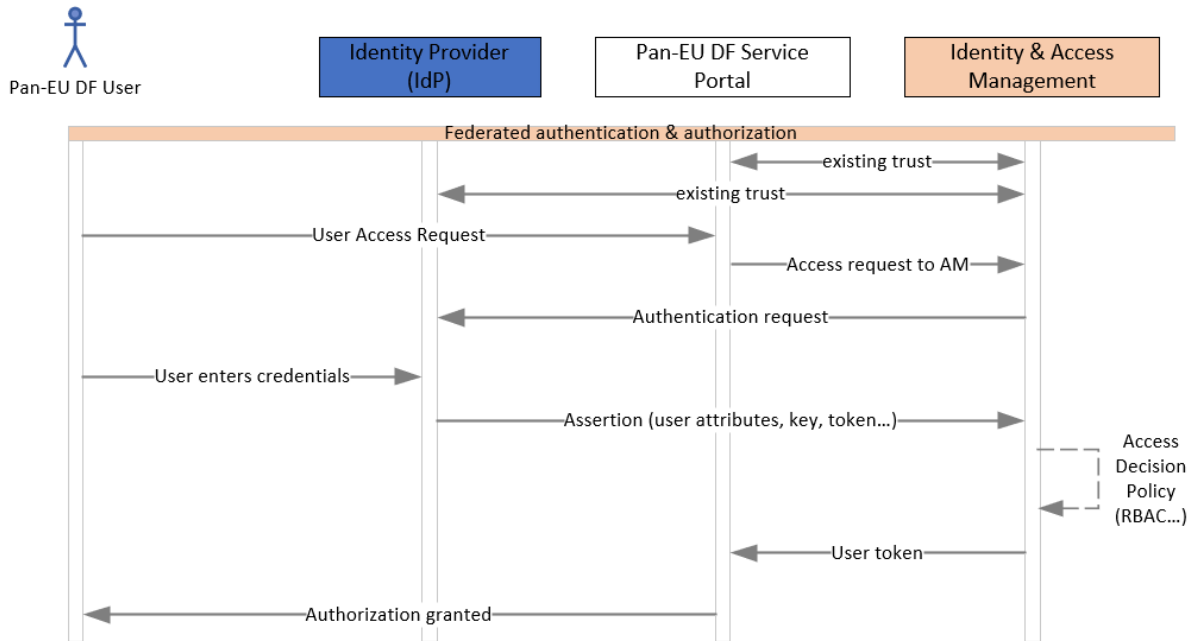 Pan-EU DF User
Identity Provider
(IdP)
Pan-EU DF Service
Portal
Identity & Access
Management
Federated authentication & authorization
existing trust
existing trust
User Access Request
Access request to AM
Authentication request
User enters credentials
Assertion (user attributes, key, token…)
Access
Decision
Policy
(RBAC…)
User token
Authorization granted